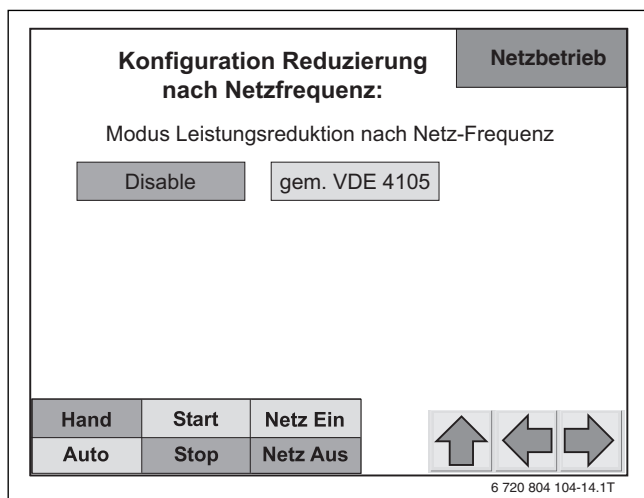 Konfiguration Reduzierung
nach Netzfrequenz:
Netzbetrieb
Modus Leistungsreduktion nach Netz-Frequenz
Disable gem. VDE 4105
Hand Start Netz Ein
Auto Stop Netz Aus
6 720 804 104-14.1T